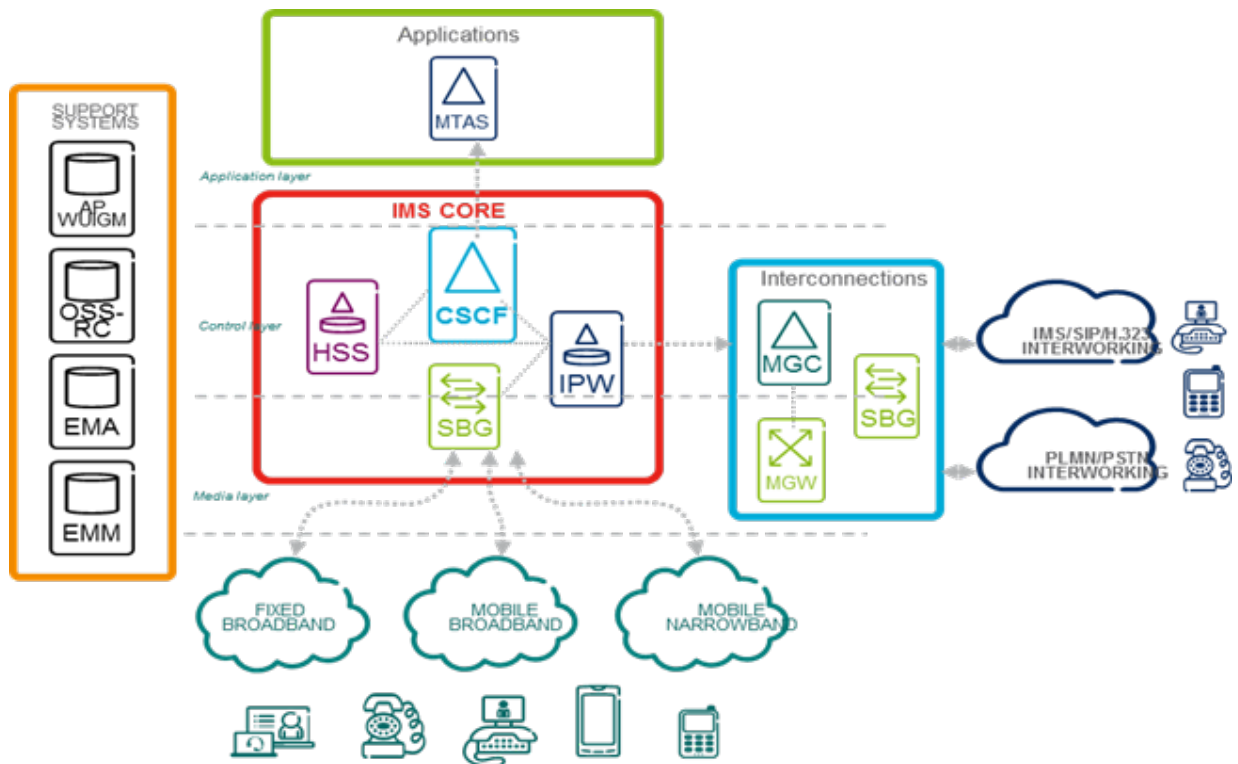 Applications
MTAS
SUPPORT
SYSTEMS
AP
WUIGM
OSS-
RC
EMA
EMM
Application layer
IMS CORE
CSCF
HSS
IPW
SBG
Control layer
Media layer
Interconnections
MGC
SBG
MGW
IMS/SIP/H.323
INTERWORKING
PLMN/PSTN
INTERWORKING
FIXED
BROADBAND
MOBILE
BROADBAND
MOBILE
NARROWBAND